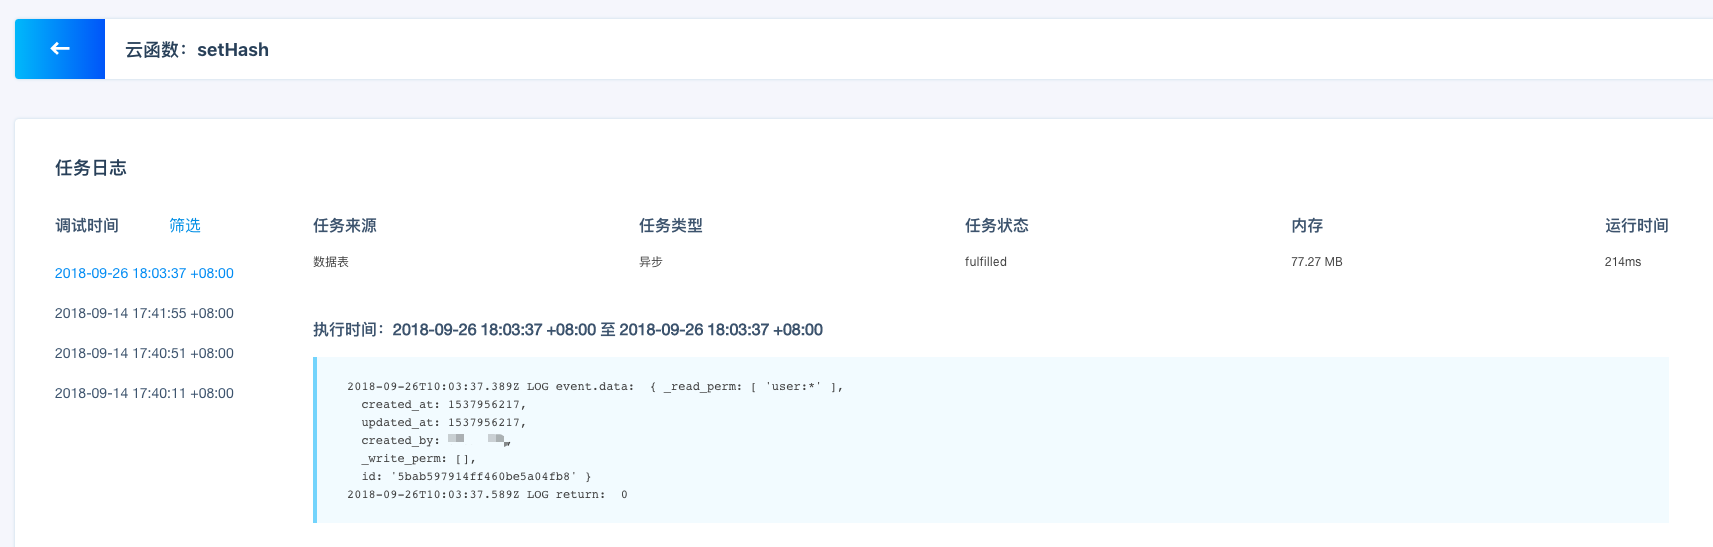 云函数：setHash
任务日志
调试时间 筛选 任务来源 任务类型 任务状态 内存 运行时间
2018-09-26 18:03:37 +08:00 数据表 异步 fulfilled 77.27 MB 214ms
2018-09-14 17:41:55 +08:00
2018-09-14 17:40:51 +08:00
2018-09-14 17:40:11 +08:00
执行时间：2018-09-26 18:03:37 +08:00 至 2018-09-26 18:03:37 +08:00
2018-09-26T10:03:37.389Z LOG event.data:  { _read_perm: [ 'user:*' ],
  created_at: 1537956217,
  updated_at: 1537956217,
  created_by:
  _write_perm: [],
  id: '5bab597914ff460be5a04fb8' }
2018-09-26T10:03:37.589Z LOG return:  0